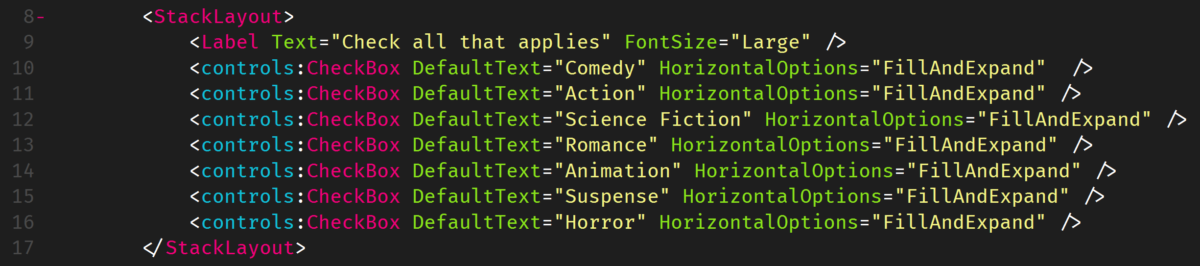 8- <StackLayout>
9 <Label Text="Check all that applies" FontSize="Large" />
10 <controls:CheckBox DefaultText="Comedy" HorizontalOptions="FillAndExpand"  />
11 <controls:CheckBox DefaultText="Action" HorizontalOptions="FillAndExpand" />
12 <controls:CheckBox DefaultText="Science Fiction" HorizontalOptions="FillAndExpand" />
13 <controls:CheckBox DefaultText="Romance" HorizontalOptions="FillAndExpand" />
14 <controls:CheckBox DefaultText="Animation" HorizontalOptions="FillAndExpand" />
15 <controls:CheckBox DefaultText="Suspense" HorizontalOptions="FillAndExpand" />
16 <controls:CheckBox DefaultText="Horror" HorizontalOptions="FillAndExpand" />
17 </StackLayout>